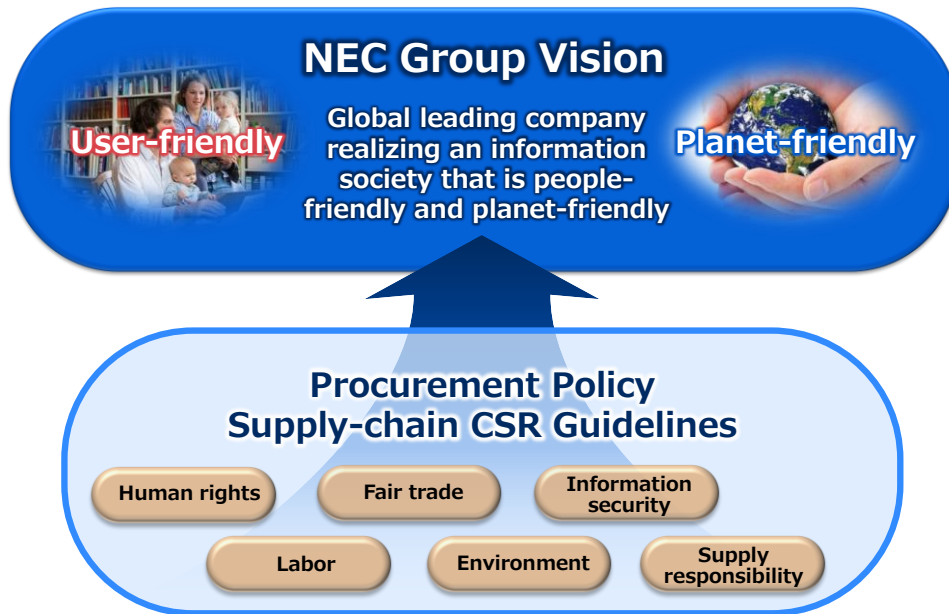 NEC Group Vision
User-friendly
Global leading company
realizing an information
society that is people-
friendly and planet-friendly
Planet-friendly
Procurement Policy
Supply-chain CSR Guidelines
Human rights
Fair trade
Information
security
Labor
Environment
Supply
responsibility